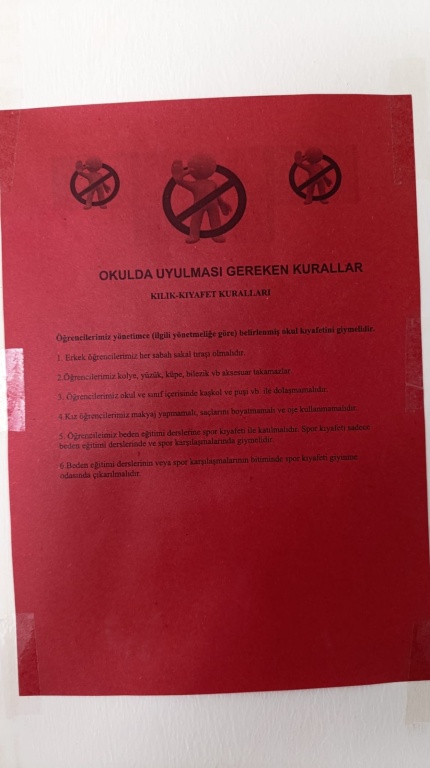 OKULDA UYULMASI GEREKEN KURALLAR
KILIK-KIYAFET KURALLARI
Öğrencilerimiz yönetimce (ilgili yönetmeliğe göre) belirlenmiş okul kıyafetini giymelidir.
1. Erkek öğrencilerimiz her sabah sakal tıraşı olmalıdır.
2.Öğrencilerimiz kolye, yüzük, küpe, bilezik vb aksesuar takamazlar.
3. Öğrencilerimiz okul ve sınıf içerisinde kaşkol ve puşi vb. ile dolaşmamalıdır.
4.Kız öğrencilerimiz makyaj yapmamalı, saçlarını boyatmamalı ve oje kullanmamalıdır.
5. Öğrencilerimiz beden eğitimi derslerine spor kıyafeti ile katılmalıdır. Spor kıyafeti sadece
beden eğitimi derslerinde ve spor karşılaşmalarında giymelidir.
6.Beden eğitimi derslerinin veya spor karşılaşmalarının bitiminde spor kıyafeti giyinme
odasında çıkarılmalıdır.